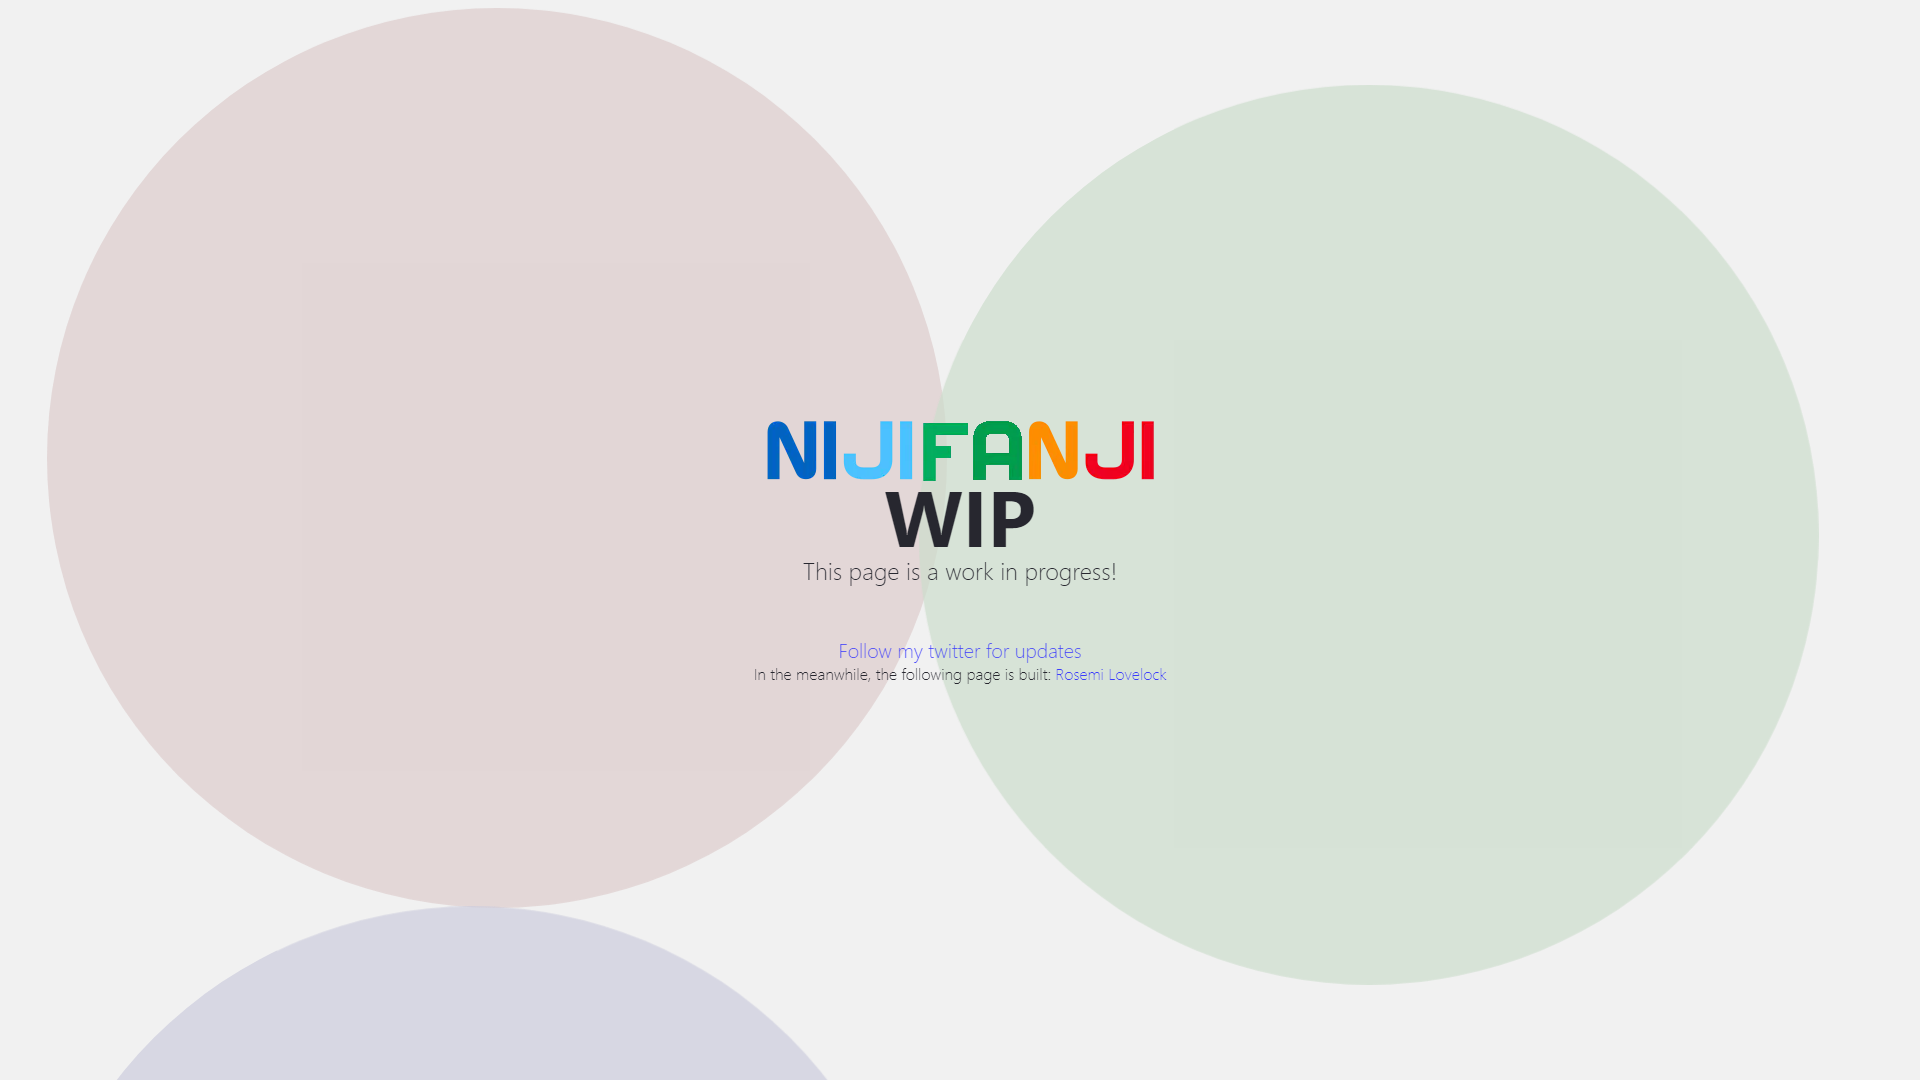 NIJIFANJI
WIP
This page is a work in progress!
Follow my twitter for updates
In the meanwhile, the following page is built: Rosemi Lovelock